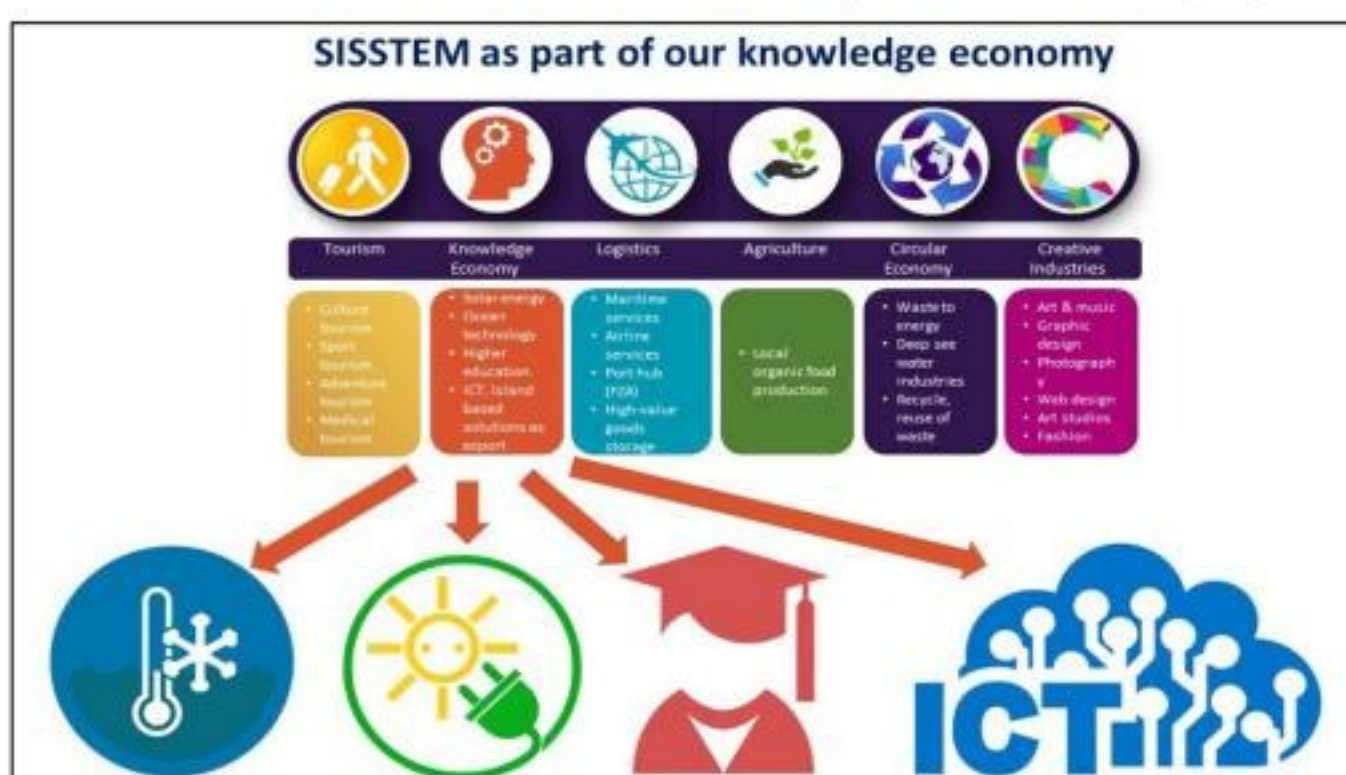 SISSTEM as part of our knowledge economy
Tourism
Knowledge
Economy
Logistics
Agriculture
Circular
Economy
Creative
Industries
• Culture
tourism
• Sport
tourism
• Adventure
tourism
• Medical
tourism
• Solar energy
• Green
technology
• Higher
education
• ICT, island
based
solutions as
export
• Maritime
services
• Airline
services
• Port hub
• High-value
goods
storage
• Local
organic food
production
• Waste to
energy
• Deep see
water
industries
• Recycle,
reuse of
waste
• Art & music
• Graphic
design
• Photograph
y
• Web design
• Art studios
• Fashion
ICT